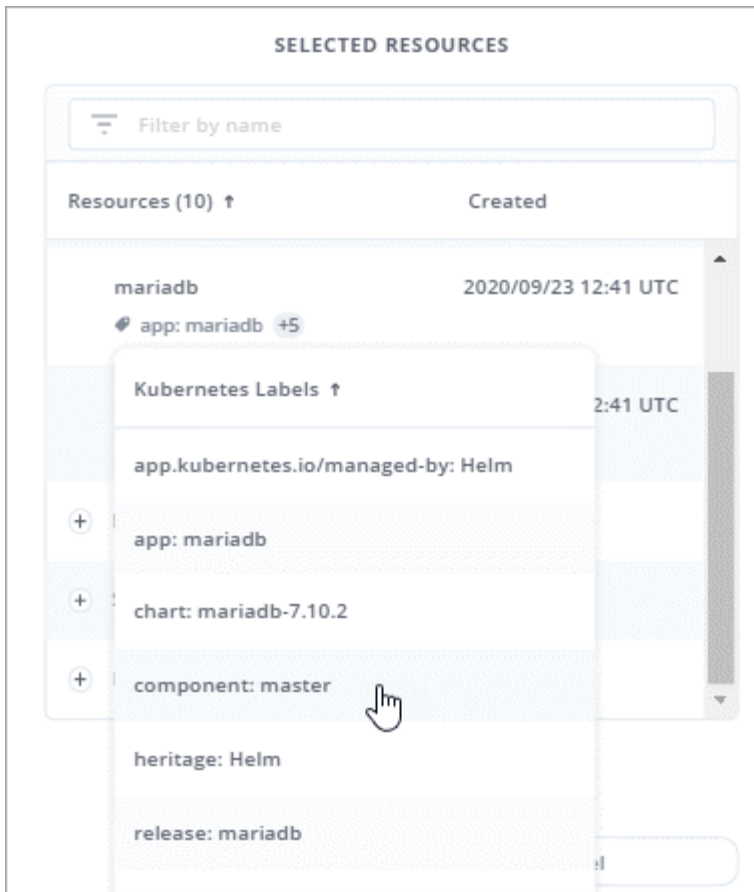 SELECTED RESOURCES
Filter by name
Resources (10) ↑ Created
mariadb 2020/09/23 12:41 UTC
app: mariadb +5
Kubernetes Labels ↑
2:41 UTC
app.kubernetes.io/managed-by: Helm
app: mariadb
chart: mariadb-7.10.2
component: master
heritage: Helm
release: mariadb